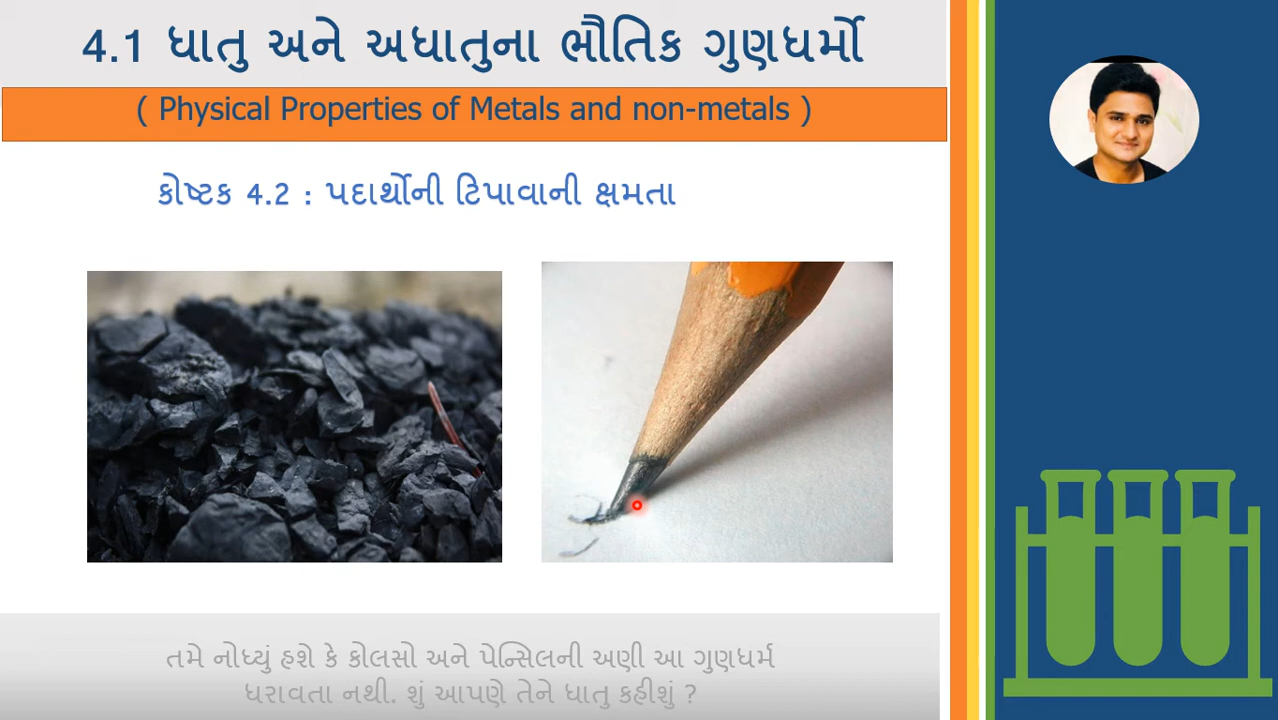 4.1 ધાતુ અને અધાતુના ભૌતિક ગુણધર્મો
( Physical Properties of Metals and non-metals )
કોષ્ટક 4.2 : પદાર્થોની ટિપાવાની ક્ષમતા
તમે નોધ્યું હશે કે કોલસો અને પેન્સિલની અણી આ ગુણધર્મ
ધરાવતા નથી. શું આપણે તેને ધાતુ કહીશું ?